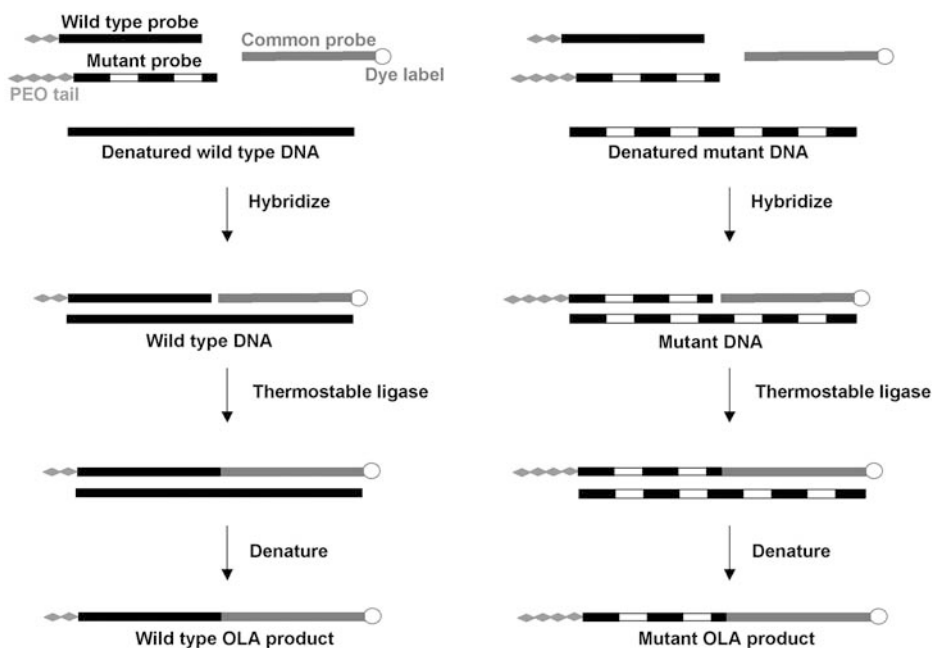 Wild type probe
Common probe
Mutant probe
Dye label
PEO tail
Denatured wild type DNA
Denatured mutant DNA
Hybridize
Hybridize
Wild type DNA
Mutant DNA
Thermostable ligase
Thermostable ligase
Denature
Denature
Wild type OLA product
Mutant OLA product